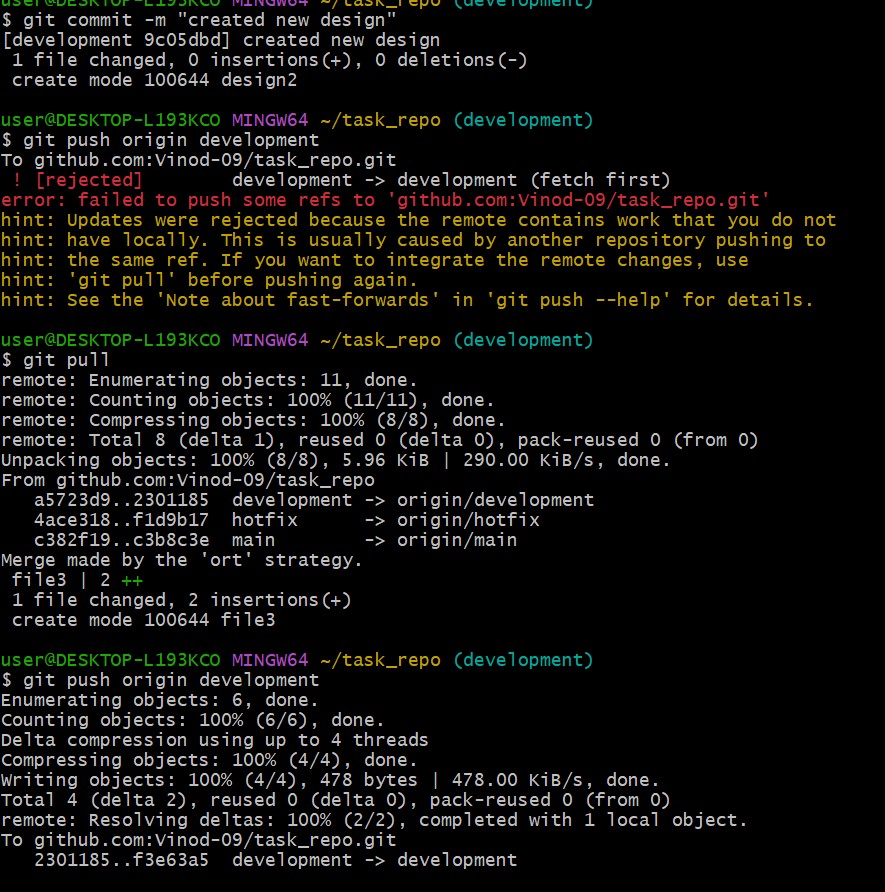 user@DESKTOP-L193KCO MINGW64 ~/task_repo (development)
$ git commit -m "created new design"
[development 9c05dbd] created new design
 1 file changed, 0 insertions(+), 0 deletions(-)
 create mode 100644 design2

user@DESKTOP-L193KCO MINGW64 ~/task_repo (development)
$ git push origin development
To github.com:Vinod-09/task_repo.git
 ! [rejected]        development -> development (fetch first)
error: failed to push some refs to 'github.com:Vinod-09/task_repo.git'
hint: Updates were rejected because the remote contains work that you do not
hint: have locally. This is usually caused by another repository pushing to
hint: the same ref. If you want to integrate the remote changes, use
hint: 'git pull' before pushing again.
hint: See the 'Note about fast-forwards' in 'git push --help' for details.

user@DESKTOP-L193KCO MINGW64 ~/task_repo (development)
$ git pull
remote: Enumerating objects: 11, done.
remote: Counting objects: 100% (11/11), done.
remote: Compressing objects: 100% (8/8), done.
remote: Total 8 (delta 1), reused 0 (delta 0), pack-reused 0 (from 0)
Unpacking objects: 100% (8/8), 5.96 KiB | 290.00 KiB/s, done.
From github.com:Vinod-09/task_repo
   a5723d9..2301185  development -> origin/development
   4ace318..f1d9b17  hotfix      -> origin/hotfix
   c382f19..c3b8c3e  main        -> origin/main
Merge made by the 'ort' strategy.
 file3 | 2 ++
 1 file changed, 2 insertions(+)
 create mode 100644 file3

user@DESKTOP-L193KCO MINGW64 ~/task_repo (development)
$ git push origin development
Enumerating objects: 6, done.
Counting objects: 100% (6/6), done.
Delta compression using up to 4 threads
Compressing objects: 100% (4/4), done.
Writing objects: 100% (4/4), 478 bytes | 478.00 KiB/s, done.
Total 4 (delta 2), reused 0 (delta 0), pack-reused 0 (from 0)
remote: Resolving deltas: 100% (2/2), completed with 1 local object.
To github.com:Vinod-09/task_repo.git
   2301185..f3e63a5  development -> development